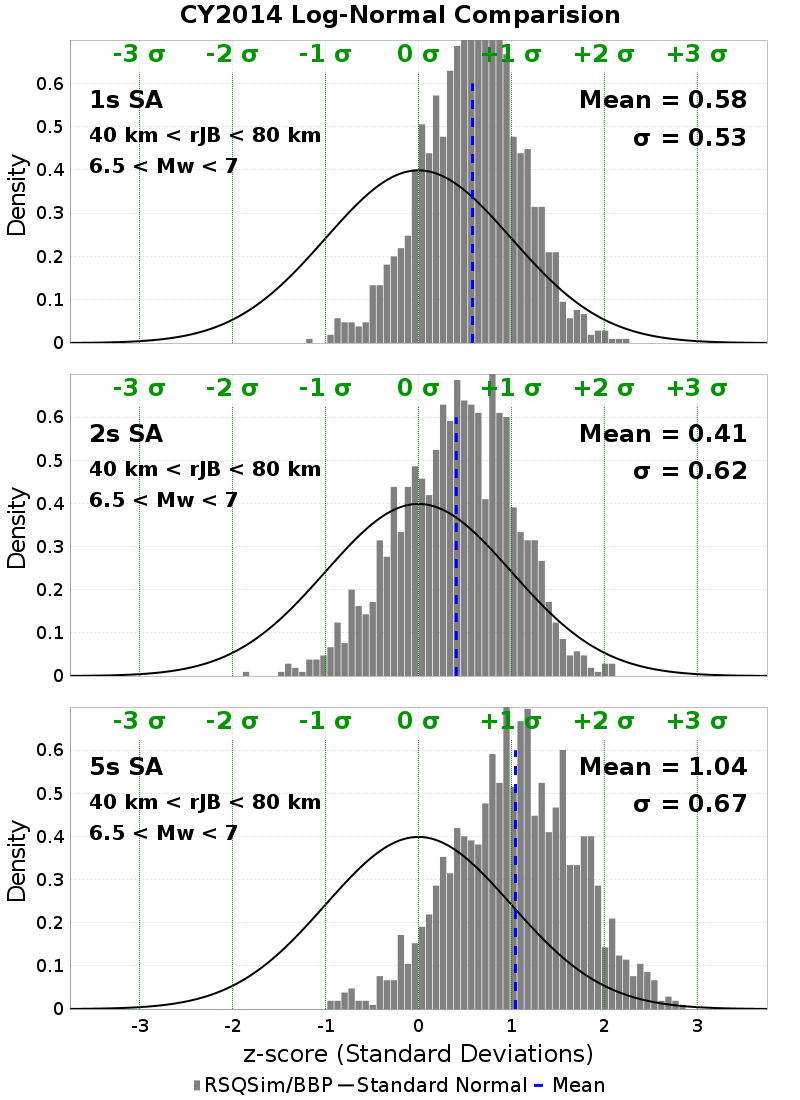 CY2014 Log-Normal Comparision
-3 σ -2 σ -1 σ 0 σ +1 σ +2 σ +3 σ
1s SA
40 km < rJB < 80 km
6.5 < Mw < 7
Mean = 0.58
σ = 0.53
Density
0.6
0.5
0.4
0.3
0.2
0.1
0
-3 σ -2 σ -1 σ 0 σ +1 σ +2 σ +3 σ
2s SA
40 km < rJB < 80 km
6.5 < Mw < 7
Mean = 0.41
σ = 0.62
Density
0.6
0.5
0.4
0.3
0.2
0.1
0
-3 σ -2 σ -1 σ 0 σ +1 σ +2 σ +3 σ
5s SA
40 km < rJB < 80 km
6.5 < Mw < 7
Mean = 1.04
σ = 0.67
Density
0.6
0.5
0.4
0.3
0.2
0.1
0
-3 -2 -1 0 1 2 3
z-score (Standard Deviations)
RSQSim/BBP Standard Normal Mean